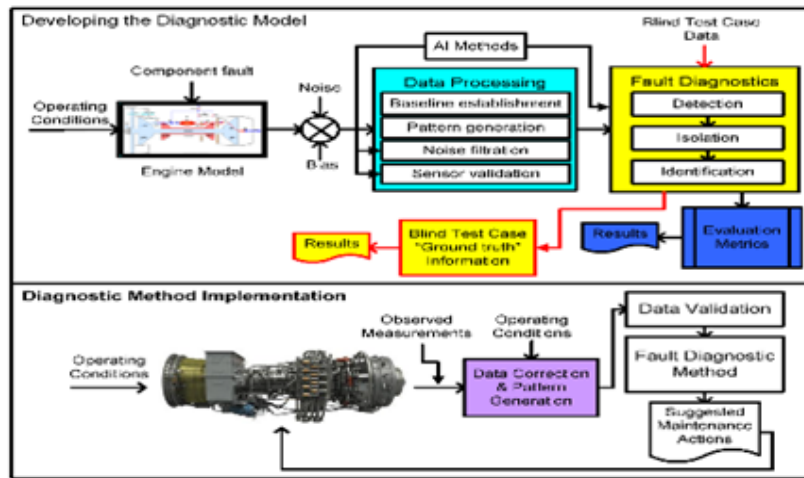 Developing the Diagnostic Model
Blind Test Case
Data
AI Methods
Component fault
Noise
Data Processing
Fault Diagnostics
Operating
Conditions
Baseline establishment
Detection
Pattern generation
Isolation
Noise filtration
Engine Model
Bias
Sensor validation
Identification
Results
Blind Test Case
"Ground truth"
Information
Results
Evaluation
Metrics
Diagnostic Method Implementation
Observed
Measurements
Operating
Conditions
Data Validation
Operating
Conditions
Data Correction
& Pattern
Generation
Fault Diagnostic
Method
Suggested
Maintenance
Actions